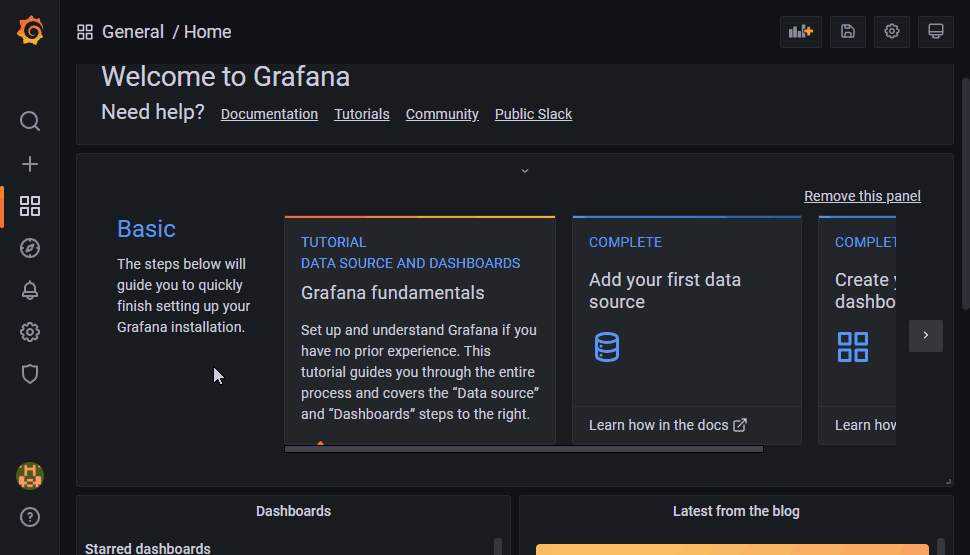 General / Home
Welcome to Grafana
Need help? Documentation Tutorials Community Public Slack
Remove this panel
Basic
The steps below will
guide you to quickly
finish setting up your
Grafana installation.
TUTORIAL
DATA SOURCE AND DASHBOARDS
Grafana fundamentals
Set up and understand Grafana if you
have no prior experience. This
tutorial guides you through the entire
process and covers the “Data source”
and “Dashboards” steps to the right.
COMPLETE
Add your first data
source
Learn how in the docs
COMPLET
Create
dashbo
Learn how
Dashboards
Starred dashboards
Latest from the blog